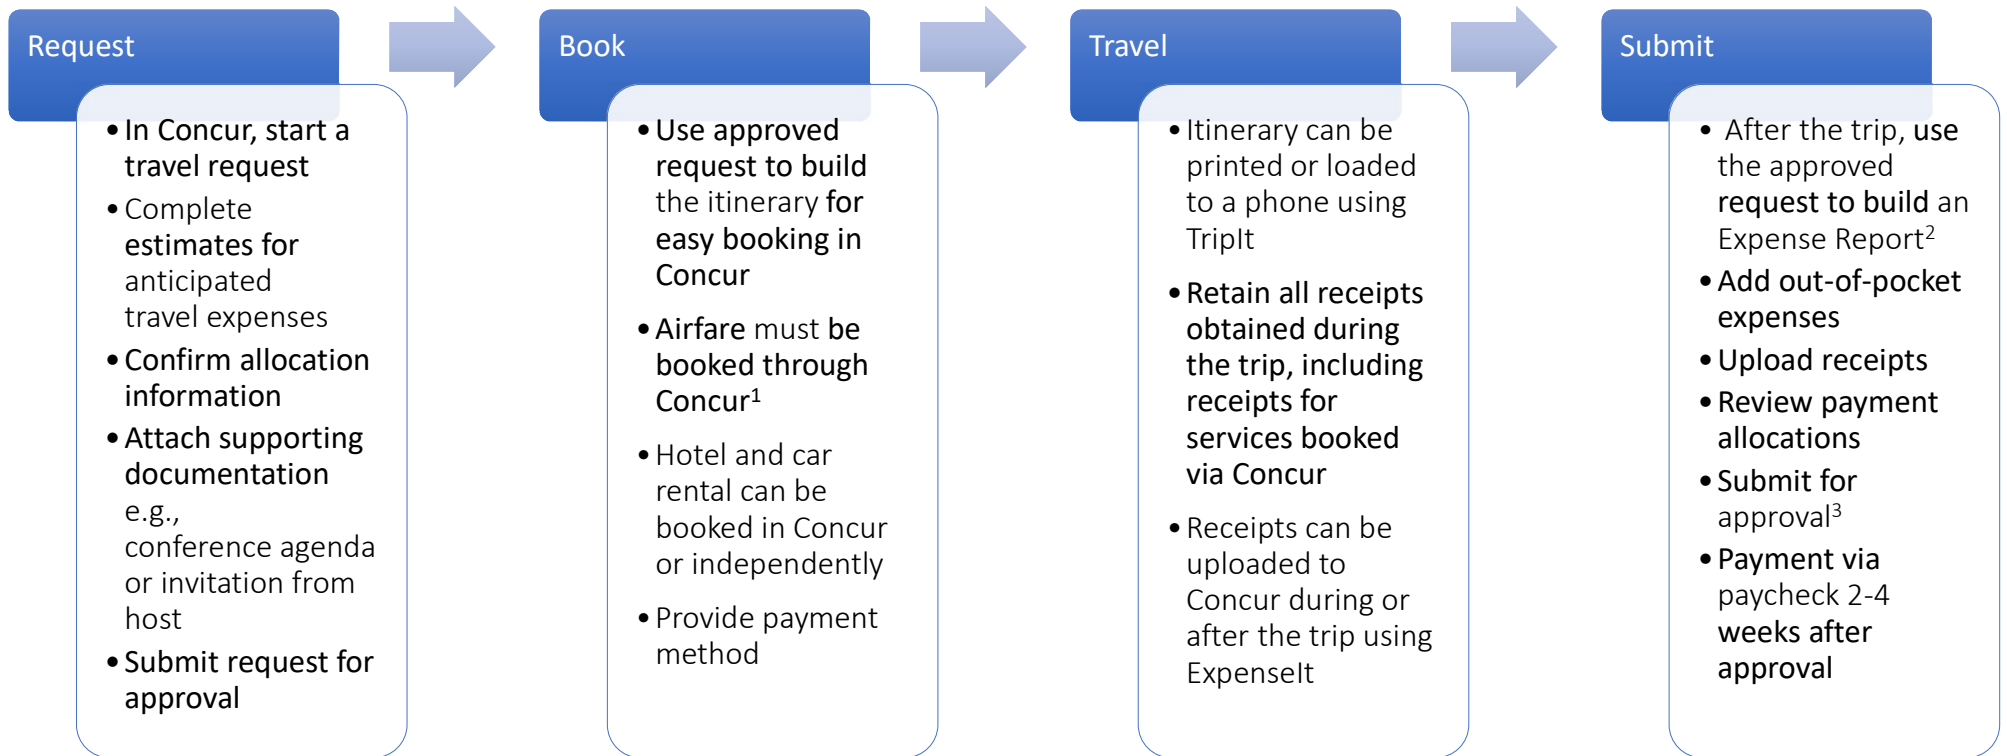 Request
• In Concur, start a
travel request
• Complete
estimates for
anticipated
travel expenses
• Confirm allocation
information
• Attach supporting
documentation
e.g.,
conference agenda
or invitation from
host
• Submit request for
approval
Book
• Use approved
request to build
the itinerary for
easy booking in
Concur
• Airfare must be
booked through
Concur¹
• Hotel and car
rental can be
booked in Concur
or independently
• Provide payment
method
Travel
• Itinerary can be
printed or loaded
to a phone using
TripIt
• Retain all receipts
obtained during
the trip, including
receipts for
services booked
via Concur
• Receipts can be
uploaded to
Concur during or
after the trip using
ExpenseIt
Submit
• After the trip, use
the approved
request to build an
Expense Report²
• Add out-of-pocket
expenses
• Upload receipts
• Review payment
allocations
• Submit for
approval³
• Payment via
paycheck 2-4
weeks after
approval